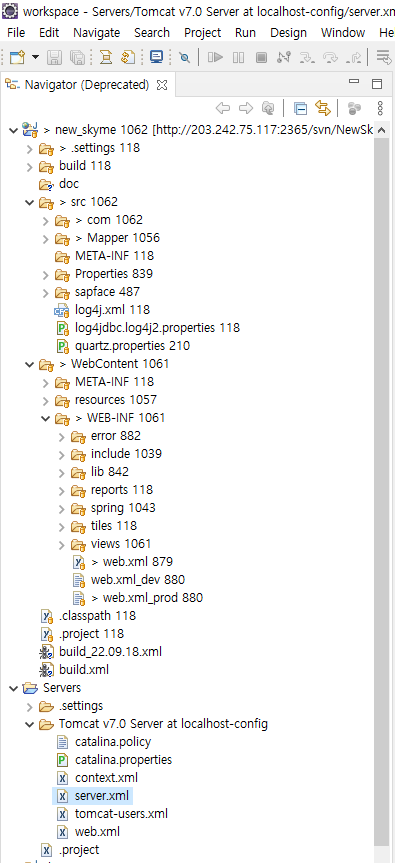 workspace - Servers/Tomcat v7.0 Server at localhost-config/server.xm
File Edit Navigate Search Project Run Design Window He
Navigator (Deprecated)
> new_skyme 1062 [http://203.242.75.117:2365/svn/NewSk
> .settings 118
build 118
doc
> src 1062
> com 1062
> Mapper 1056
META-INF 118
Properties 839
sapface 487
log4j.xml 118
log4jdbc.log4j2.properties 118
quartz.properties 210
> WebContent 1061
META-INF 118
resources 1057
> WEB-INF 1061
error 882
include 1039
lib 842
reports 118
spring 1043
tiles 118
views 1061
> web.xml 879
web.xml_dev 880
> web.xml_prod 880
.classpath 118
.project 118
build_22.09.18.xml
build.xml
Servers
.settings
Tomcat v7.0 Server at localhost-config
catalina.policy
catalina.properties
context.xml
server.xml
tomcat-users.xml
web.xml
.project